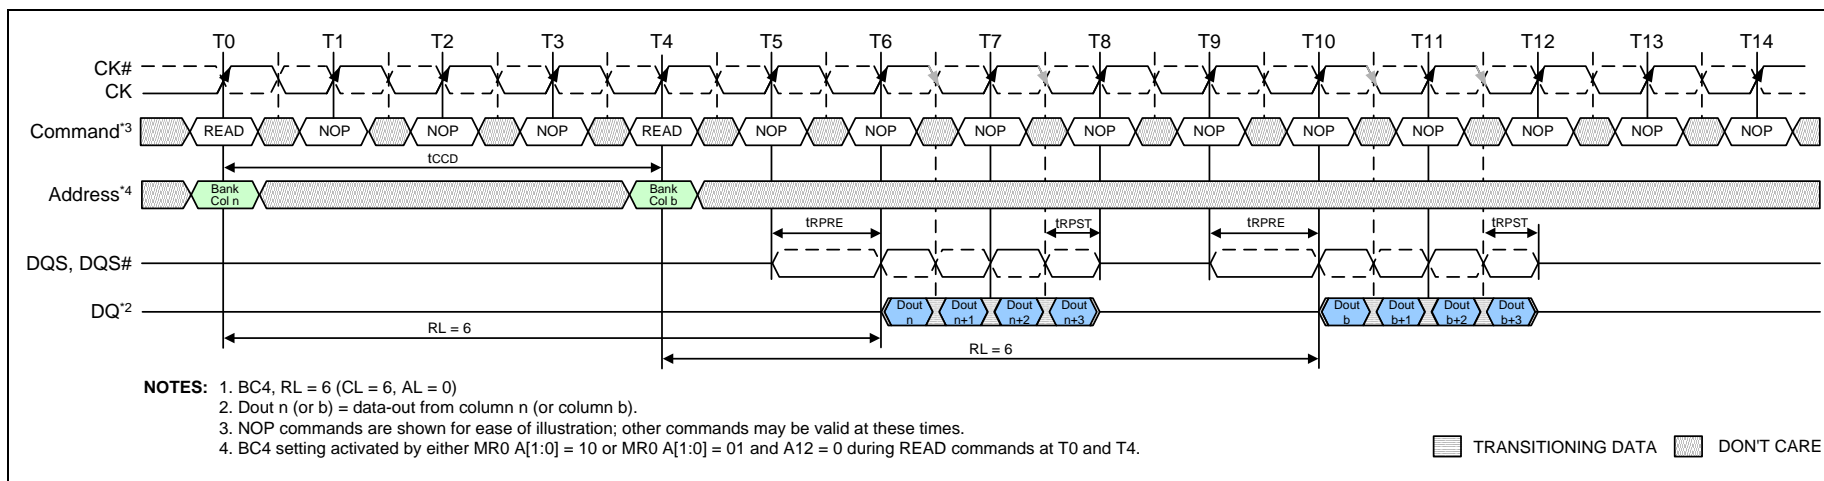 T0 T1 T2 T3 T4 T5 T6 T7 T8 T9 T10 T11 T12 T13 T14
CK#
CK
Command*3 READ NOP NOP NOP READ NOP NOP NOP NOP NOP NOP NOP NOP NOP NOP
tCCD
Address*4 Bank Col n Bank Col b
tRPRE tRPST tRPRE tRPST
DQS, DQS#
DQ*2 Dout n Dout n+1 Dout n+2 Dout n+3 Dout b Dout b+1 Dout b+2 Dout b+3
RL = 6
RL = 6
NOTES: 1. BC4, RL = 6 (CL = 6, AL = 0)
2. Dout n (or b) = data-out from column n (or column b).
3. NOP commands are shown for ease of illustration; other commands may be valid at these times.
4. BC4 setting activated by either MR0 A[1:0] = 10 or MR0 A[1:0] = 01 and A12 = 0 during READ commands at T0 and T4.
TRANSITIONING DATA DON'T CARE